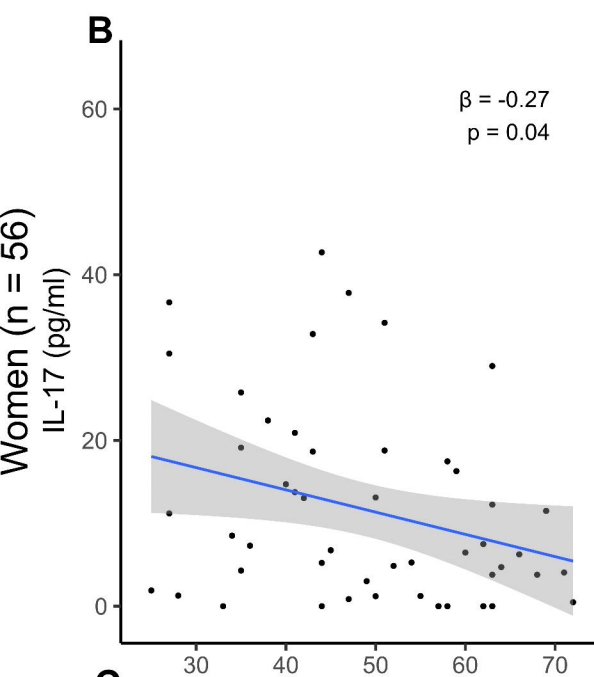 B
β = -0.27
p = 0.04
Women (n = 56)
IL-17 (pg/ml)
60
40
20
0
30 40 50 60 70